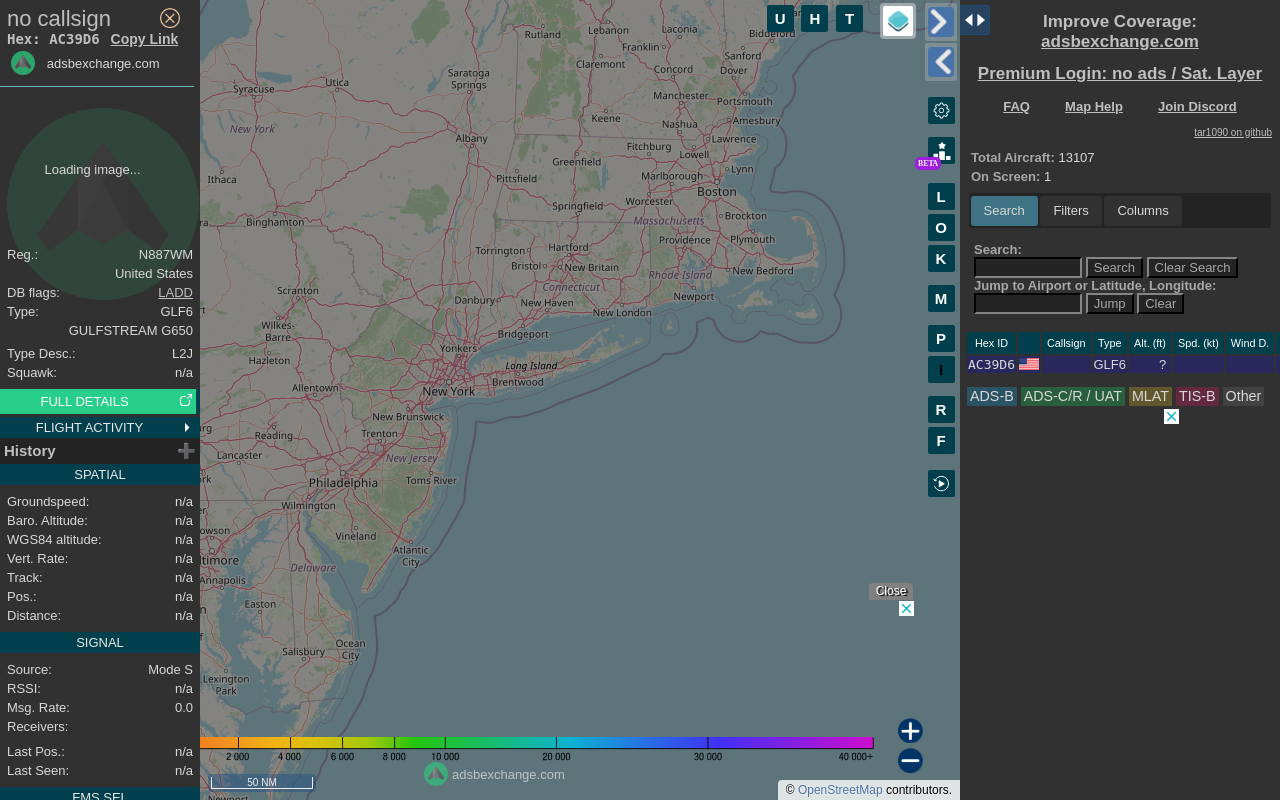 no callsign
Hex: AC39D6 Copy Link
adsbexchange.com
Loading image...
Reg.: N887WM
United States
DB flags: LADD
Type: GLF6
GULFSTREAM G650
Type Desc.: L2J
Squawk: n/a
FULL DETAILS
FLIGHT ACTIVITY
History
SPATIAL
Groundspeed: n/a
Baro. Altitude: n/a
WGS84 altitude: n/a
Vert. Rate: n/a
Track: n/a
Pos.: n/a
Distance: n/a
SIGNAL
Source: Mode S
RSSI: n/a
Msg. Rate: 0.0
Receivers:
Last Pos.: n/a
Last Seen: n/a
FMS SEL
Rutland
Lebanon
Laconia
Franklin
Biddeford
Claremont
Sanford
Concord
Dover
Utica
Saratoga
Springs
Syracuse
Manchester
Portsmouth
Keene
Nashua
Amesbury
New York
Albany
Lawrence
Fitchburg
Lowell
Greenfield
Lynn
Ithaca
Pittsfield
Marlborough
Boston
Worcester
Springfield
Brockton
Binghamton
Massachusetts
Torrington
Hartford
Providence
Plymouth
Bristol
New Britain
Rhode Island
New Bedford
Scranton
Connecticut
Danbury
New Haven
Newport
New London
Wilkes-
Barre
Bridgeport
Yonkers
Hazleton
Long Island
Brentwood
Allentown
New York
New Brunswick
Reading
Trenton
Lancaster
New Jersey
Toms River
Philadelphia
Wilmington
Vineland
Atlantic
City
Annapolis
Delaware
Easton
Ocean
City
Salisbury
Lexington
Park
2 000 4 000 6 000 8 000 10 000 20 000 30 000 40 000+
50 NM
adsbexchange.com
© OpenStreetMap contributors.
Close
U H T
BETA
L
O
K
M
P
I
R
F
Improve Coverage:
adsbexchange.com
Premium Login: no ads / Sat. Layer
FAQ Map Help Join Discord
tar1090 on github
Total Aircraft: 13107
On Screen: 1
Search Filters Columns
Search:
Search Clear Search
Jump to Airport or Latitude, Longitude:
Jump Clear
Hex ID Callsign Type Alt. (ft) Spd. (kt) Wind D.
AC39D6 GLF6 ?
ADS-B ADS-C/R / UAT MLAT TIS-B Other